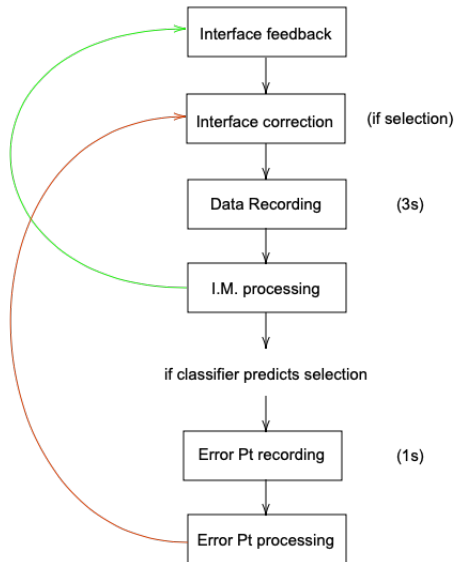 Interface feedback
Interface correction (if selection)
Data Recording (3s)
I.M. processing
if classifier predicts selection
Error Pt recording (1s)
Error Pt processing